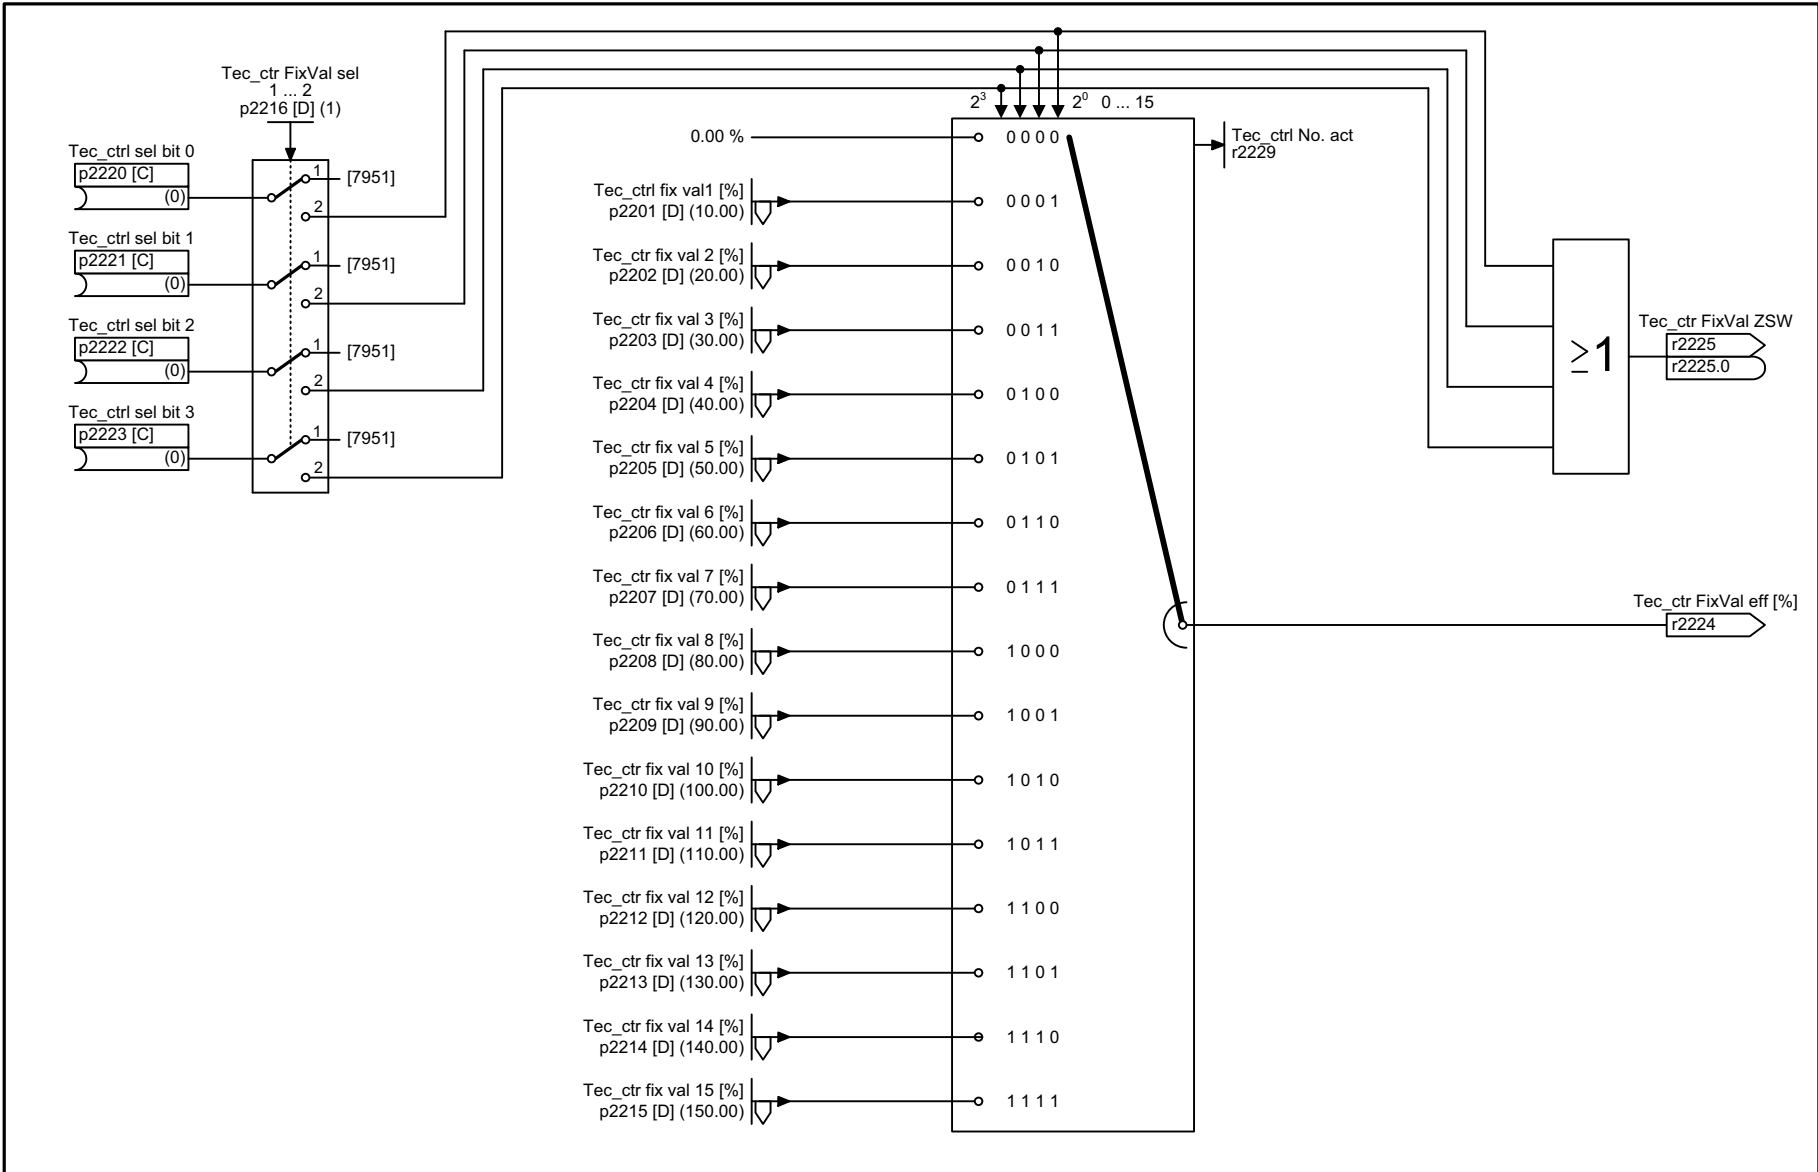 Tec_ctr FixVal sel
1 ... 2
p2216 [D] (1)
Tec_ctrl sel bit 0
p2220 [C]
(0)
1
[7951]
2
Tec_ctrl sel bit 1
p2221 [C]
(0)
1
[7951]
2
Tec_ctrl sel bit 2
p2222 [C]
(0)
1
[7951]
2
Tec_ctrl sel bit 3
p2223 [C]
(0)
1
[7951]
2
2³ 2⁰ 0 ... 15
0.00 %
0 0 0 0
Tec_ctrl No. act
r2229
Tec_ctrl fix val1 [%]
p2201 [D] (10.00)
0 0 0 1
Tec_ctr fix val 2 [%]
p2202 [D] (20.00)
0 0 1 0
Tec_ctr fix val 3 [%]
p2203 [D] (30.00)
0 0 1 1
Tec_ctr fix val 4 [%]
p2204 [D] (40.00)
0 1 0 0
Tec_ctr fix val 5 [%]
p2205 [D] (50.00)
0 1 0 1
Tec_ctr fix val 6 [%]
p2206 [D] (60.00)
0 1 1 0
Tec_ctr fix val 7 [%]
p2207 [D] (70.00)
0 1 1 1
Tec_ctr fix val 8 [%]
p2208 [D] (80.00)
1 0 0 0
Tec_ctr fix val 9 [%]
p2209 [D] (90.00)
1 0 0 1
Tec_ctr fix val 10 [%]
p2210 [D] (100.00)
1 0 1 0
Tec_ctr fix val 11 [%]
p2211 [D] (110.00)
1 0 1 1
Tec_ctr fix val 12 [%]
p2212 [D] (120.00)
1 1 0 0
Tec_ctr fix val 13 [%]
p2213 [D] (130.00)
1 1 0 1
Tec_ctr fix val 14 [%]
p2214 [D] (140.00)
1 1 1 0
Tec_ctr fix val 15 [%]
p2215 [D] (150.00)
1 1 1 1
≥1
Tec_ctr FixVal ZSW
r2225
r2225.0
Tec_ctr FixVal eff [%]
r2224